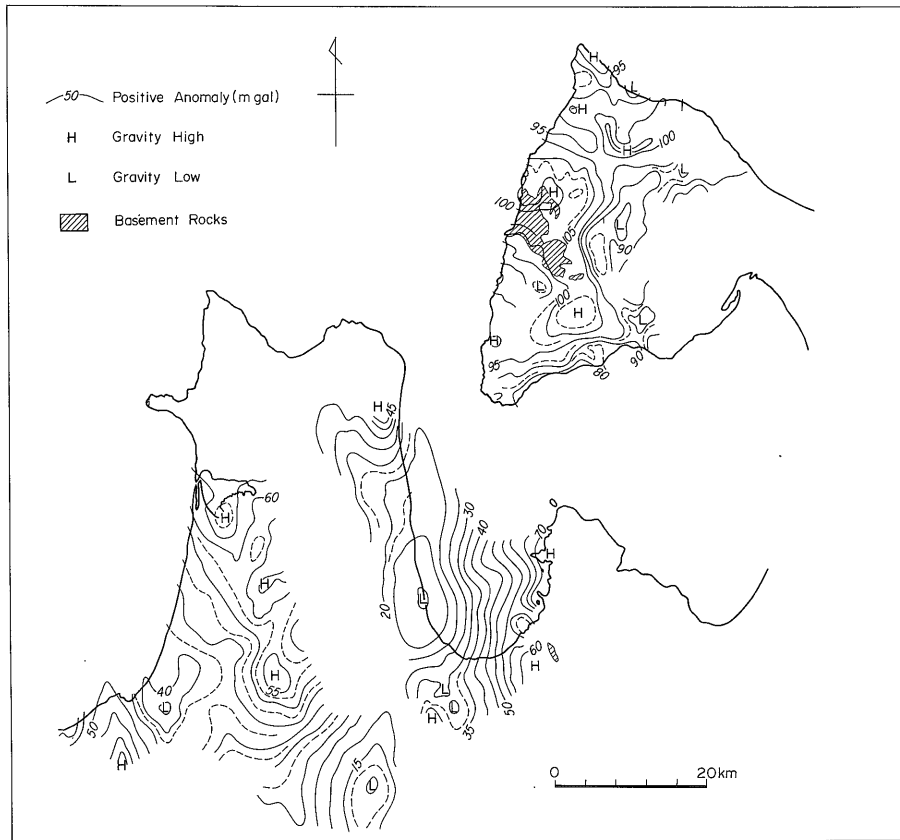 50 Positive Anomaly (m gal)
H Gravity High
L Gravity Low
Basement Rocks
H
95
L
H
95
H
100
L
H
100
L
105
90
L
100
H
L
H
95
80
90
H
45
60
H
30
40
70
0
H
H
20
L
60
H
H
55
40
L
50
L
H
L
35
50
H
15
L
0 20km